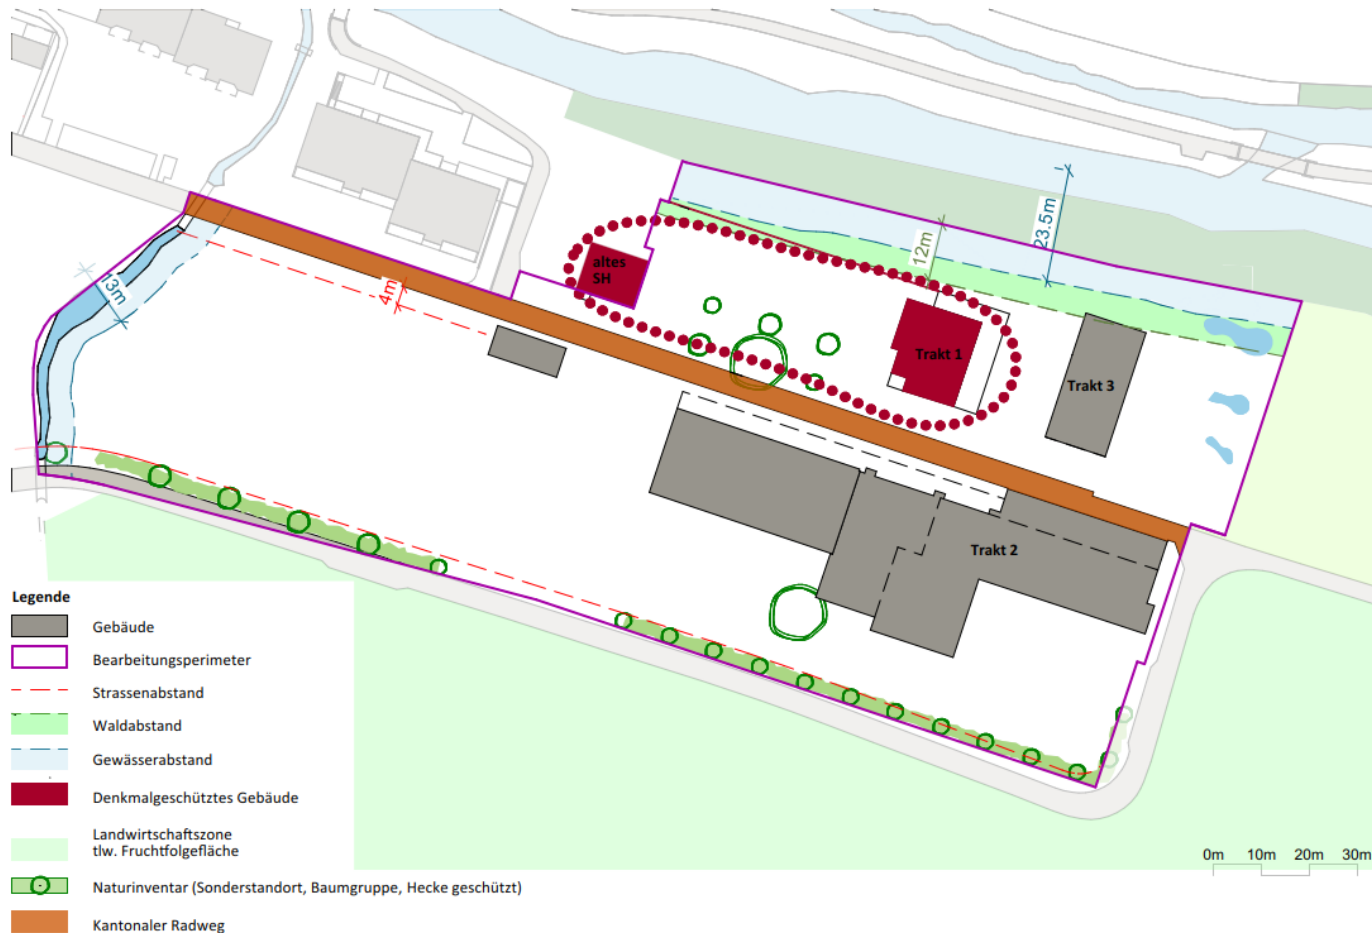 23.5m
12m
altes
SH
13m
4m
Trakt 1
Trakt 3
Trakt 2
Legende
Gebäude
Bearbeitungsperimeter
Strassenabstand
Waldabstand
Gewässerabstand
Denkmalgeschütztes Gebäude
Landwirtschaftszone
tlw. Fruchtfolgefläche
Naturinventar (Sonderstandort, Baumgruppe, Hecke geschützt)
Kantonaler Radweg
0m 10m 20m 30m